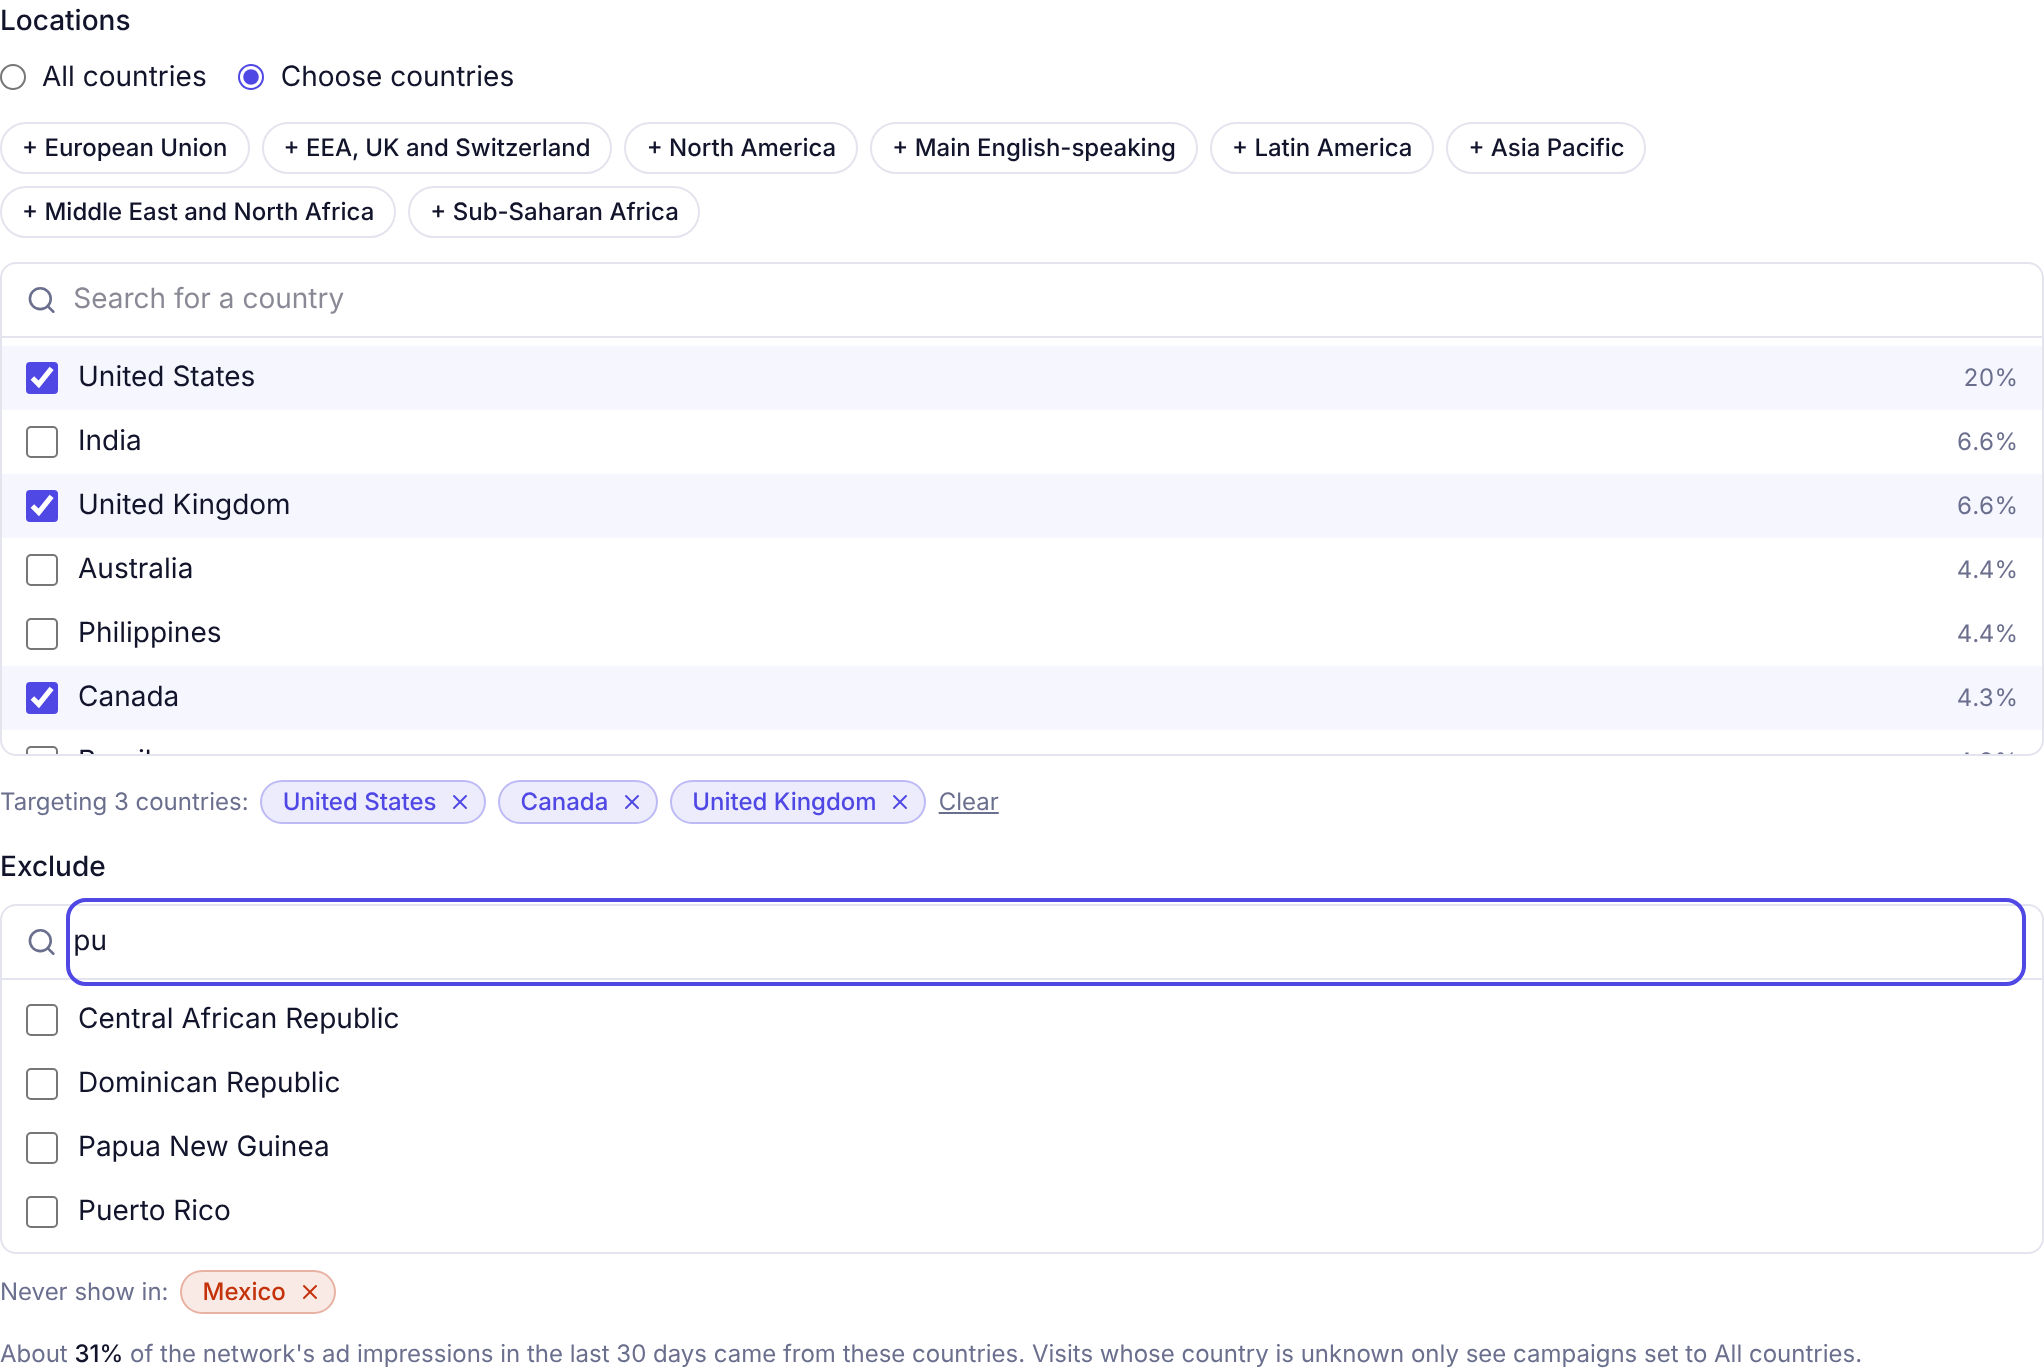 Locations
All countries Choose countries
+ European Union + EEA, UK and Switzerland + North America + Main English-speaking + Latin America + Asia Pacific
+ Middle East and North Africa + Sub-Saharan Africa
Search for a country
United States 20%
India 6.6%
United Kingdom 6.6%
Australia 4.4%
Philippines 4.4%
Canada 4.3%
Targeting 3 countries: United States × Canada × United Kingdom × Clear
Exclude
pu
Central African Republic
Dominican Republic
Papua New Guinea
Puerto Rico
Never show in: Mexico ×
About 31% of the network's ad impressions in the last 30 days came from these countries. Visits whose country is unknown only see campaigns set to All countries.